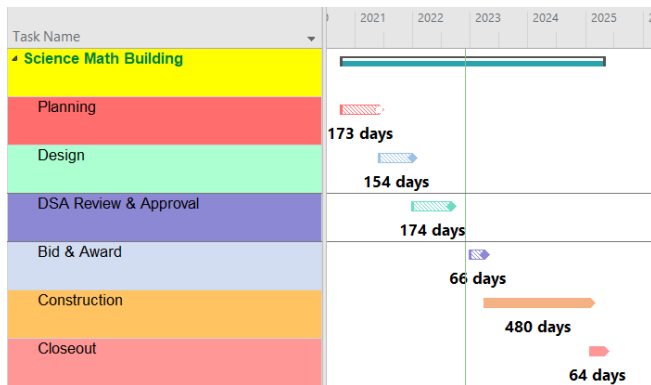 2021 2022 2023 2024 2025
Task Name
Science Math Building
Planning
173 days
Design
154 days
DSA Review & Approval
174 days
Bid & Award
66 days
Construction
480 days
Closeout
64 days